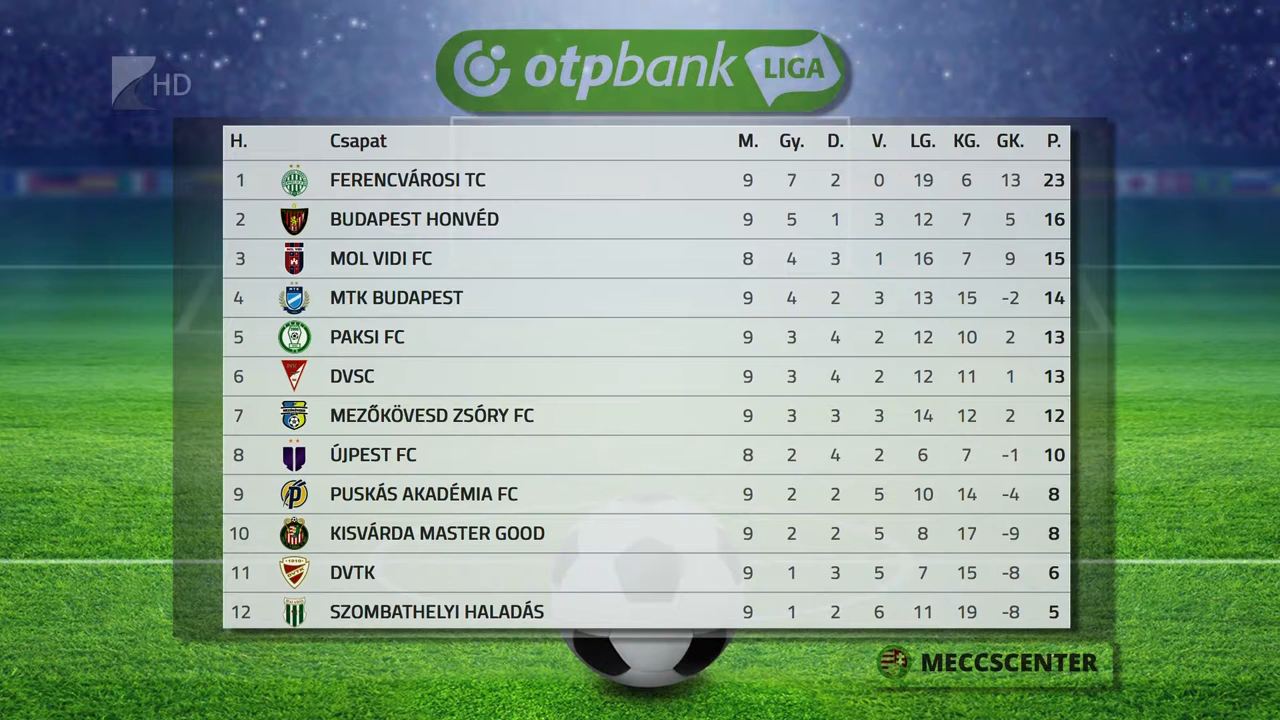 HD
otpbank LIGA
H. Csapat M. Gy. D. V. LG. KG. GK. P.
1 FERENCVÁROSI TC 9 7 2 0 19 6 13 23
2 BUDAPEST HONVÉD 9 5 1 3 12 7 5 16
3 MOL VIDI FC 8 4 3 1 16 7 9 15
4 MTK BUDAPEST 9 4 2 3 13 15 -2 14
5 PAKSI FC 9 3 4 2 12 10 2 13
6 DVSC 9 3 4 2 12 11 1 13
7 MEZŐKÖVESD ZSÓRY FC 9 3 3 3 14 12 2 12
8 ÚJPEST FC 8 2 4 2 6 7 -1 10
9 PUSKÁS AKADÉMIA FC 9 2 2 5 10 14 -4 8
10 KISVÁRDA MASTER GOOD 9 2 2 5 8 17 -9 8
11 DVTK 9 1 3 5 7 15 -8 6
12 SZOMBATHELYI HALADÁS 9 1 2 6 11 19 -8 5
MECCSCENTER